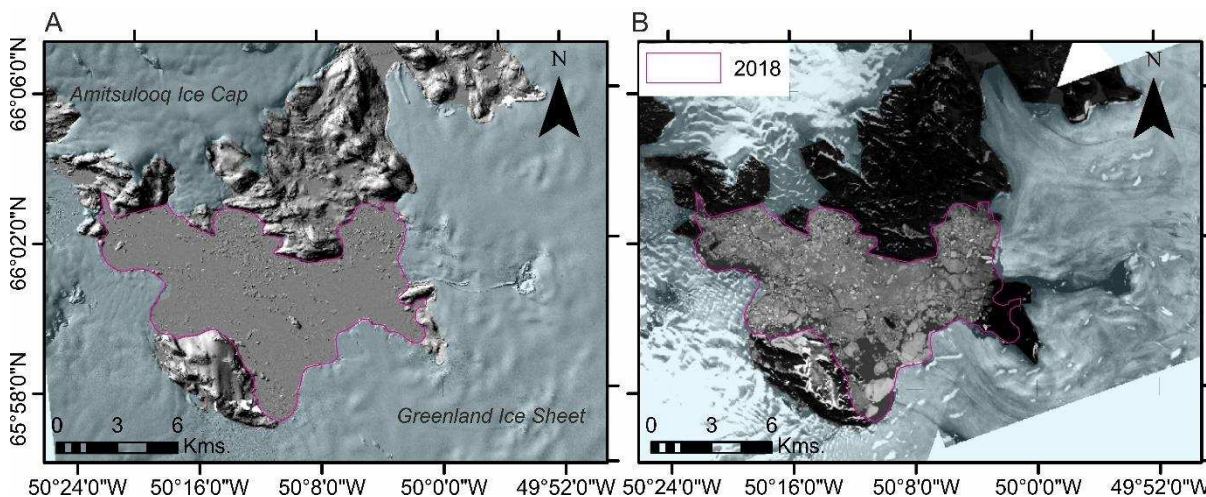 A
B
66°06'0"N
66°02'0"N
65°58'0"N
Amitsulooq Ice Cap
N
Greenland Ice Sheet
0 3 6
Kms.
2018
N
0 3 6
Kms.
50°24'0"W 50°16'0"W 50°8'0"W 50°0'0"W 49°52'0"W
50°24'0"W 50°16'0"W 50°8'0"W 50°0'0"W 49°52'0"W